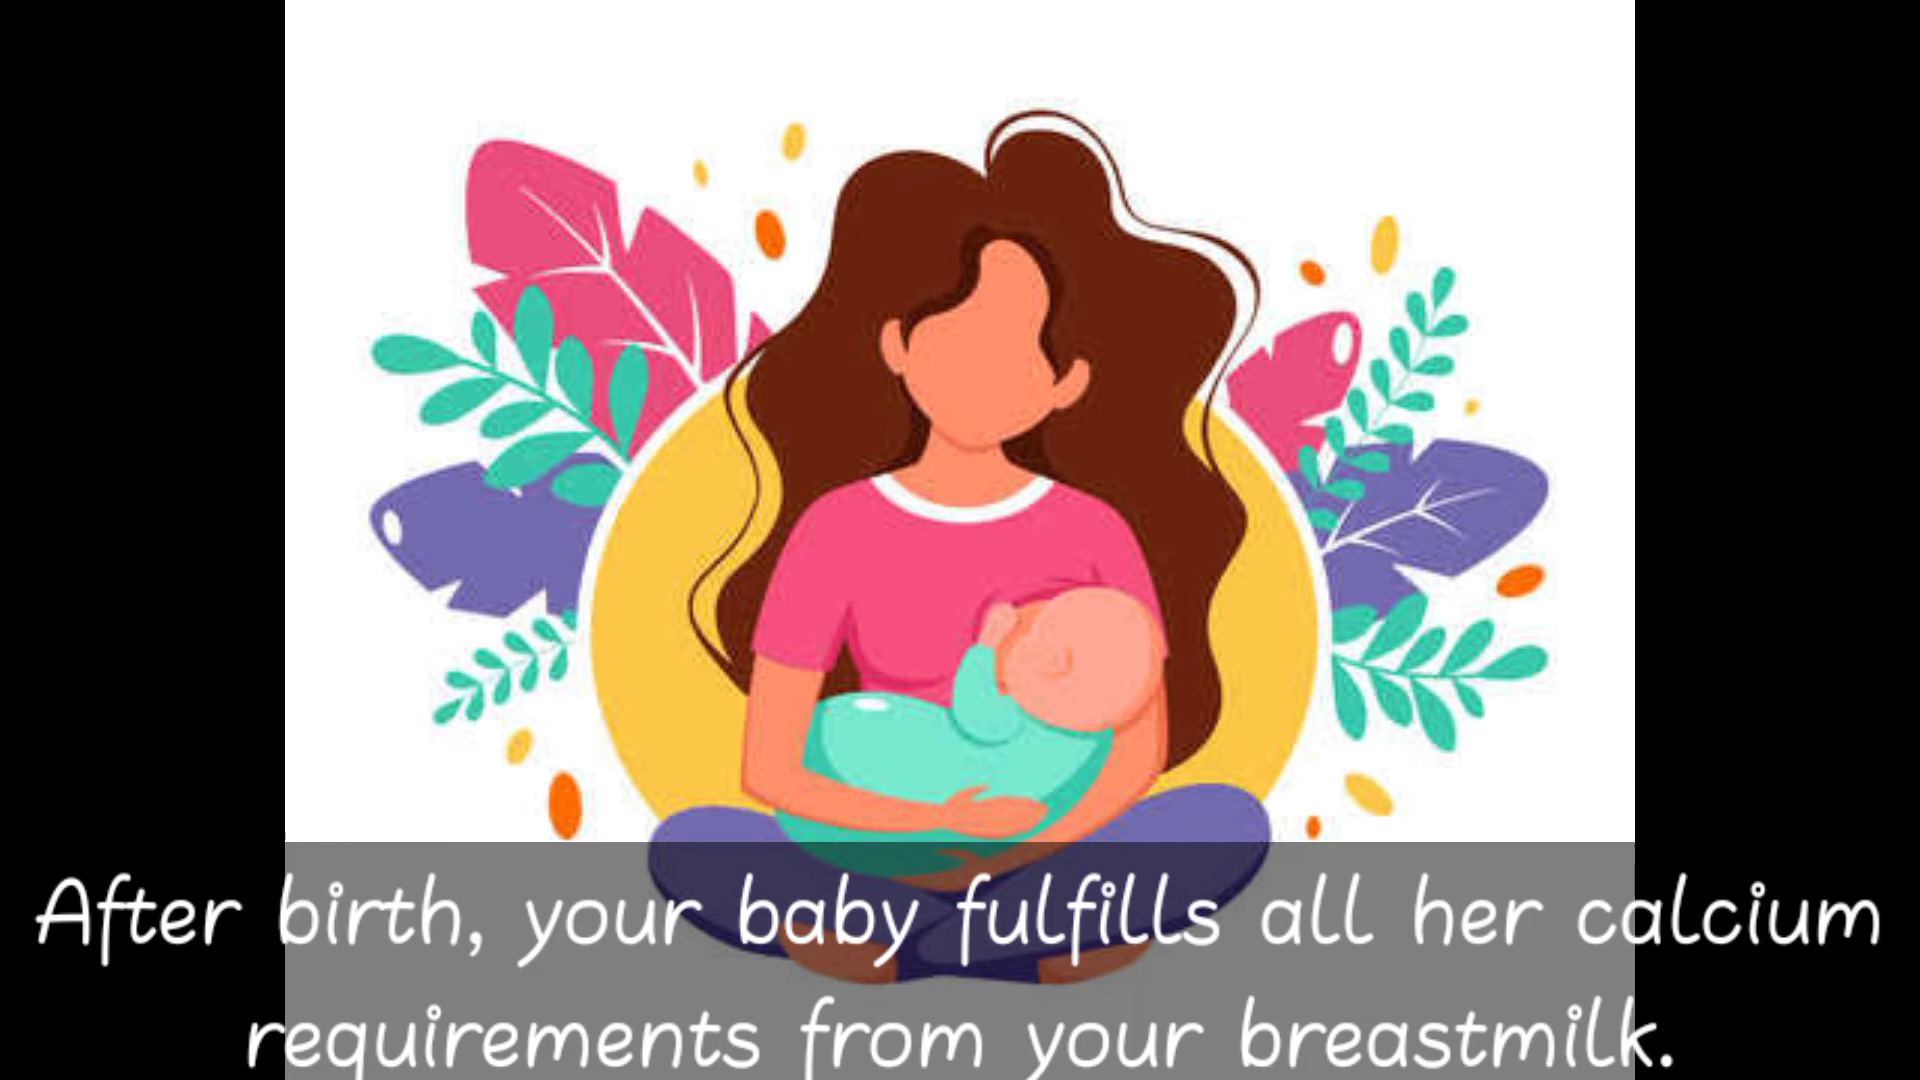 After birth, your baby fulfills all her calcium
requirements from your breastmilk.